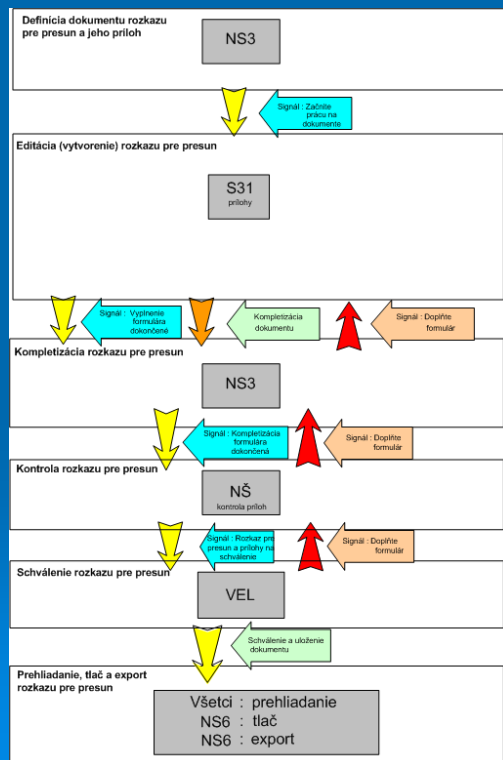 Definícia dokumentu rozkazu
pre presun a jeho príloh
NS3
Signál : Začnite
prácu na
dokumente
Editácia (vytvorenie) rozkazu pre presun
S31
prílohy
Signál : Vyplnenie
formulára
dokončené
Kompletizácia
dokumentu
Signál : Doplňte
formulár
Kompletizácia rozkazu pre presun
NS3
Signál : Kompletizácia
formulára
dokončená
Signál : Doplňte
formulár
Kontrola rozkazu pre presun
NŠ
kontrola príloh
Signál: Rozkaz pre
presun a prílohy na
schválenie
Signál : Doplňte
formulár
Schválenie rozkazu pre presun
VEL
Schválenie a uloženie
dokumentu
Prehliadanie, tlač a export
rozkazu pre presun
Všetci : prehliadanie
NS6 : tlač
NS6 : export